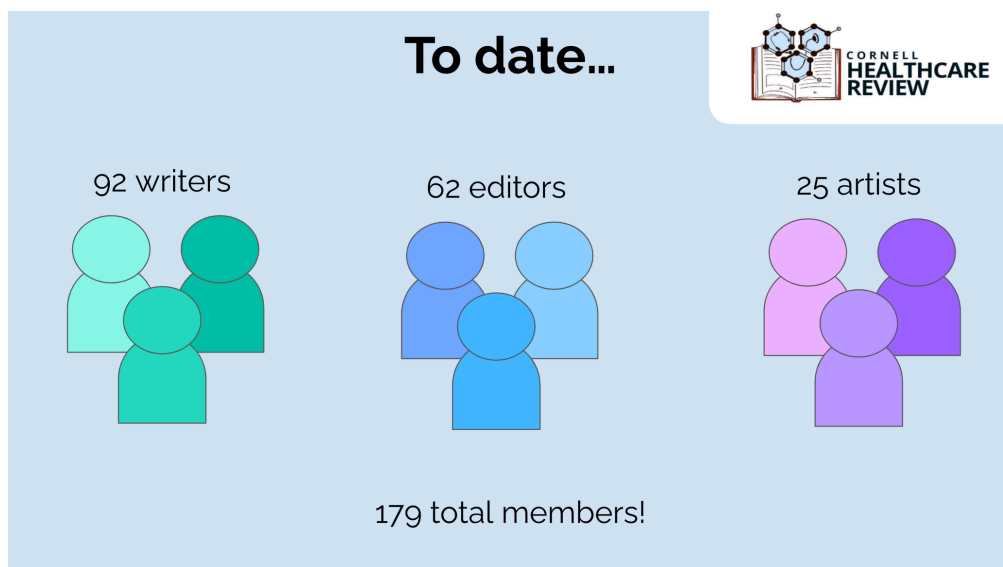 To date...
CORNELL
HEALTHCARE
REVIEW
92 writers
62 editors
25 artists
179 total members!